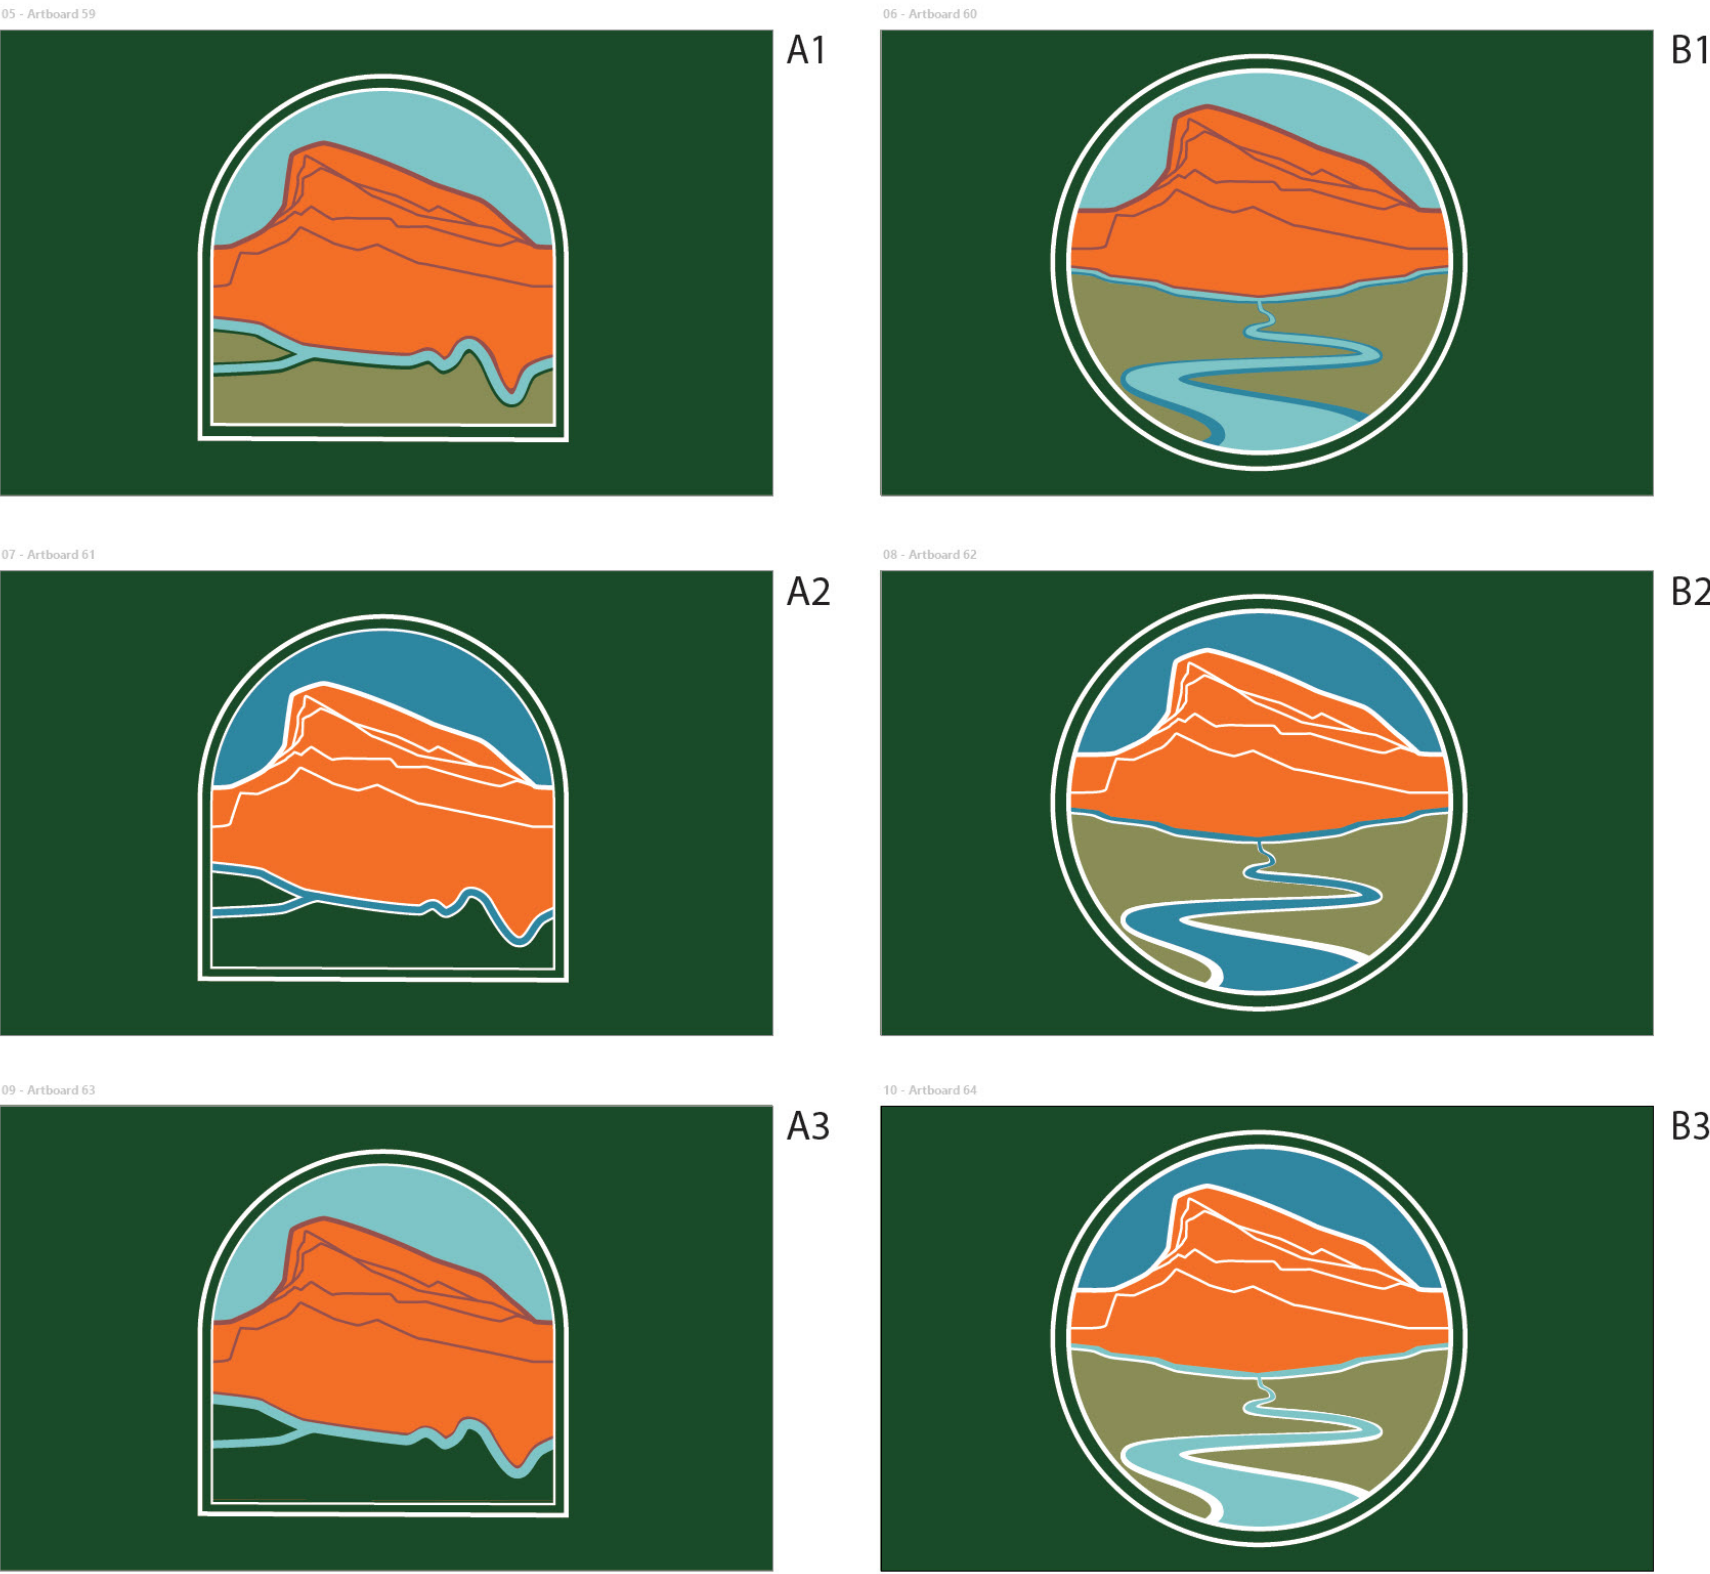 05 - Artboard 59
A1
06 - Artboard 60
B1
07 - Artboard 61
A2
08 - Artboard 62
B2
09 - Artboard 63
A3
10 - Artboard 64
B3